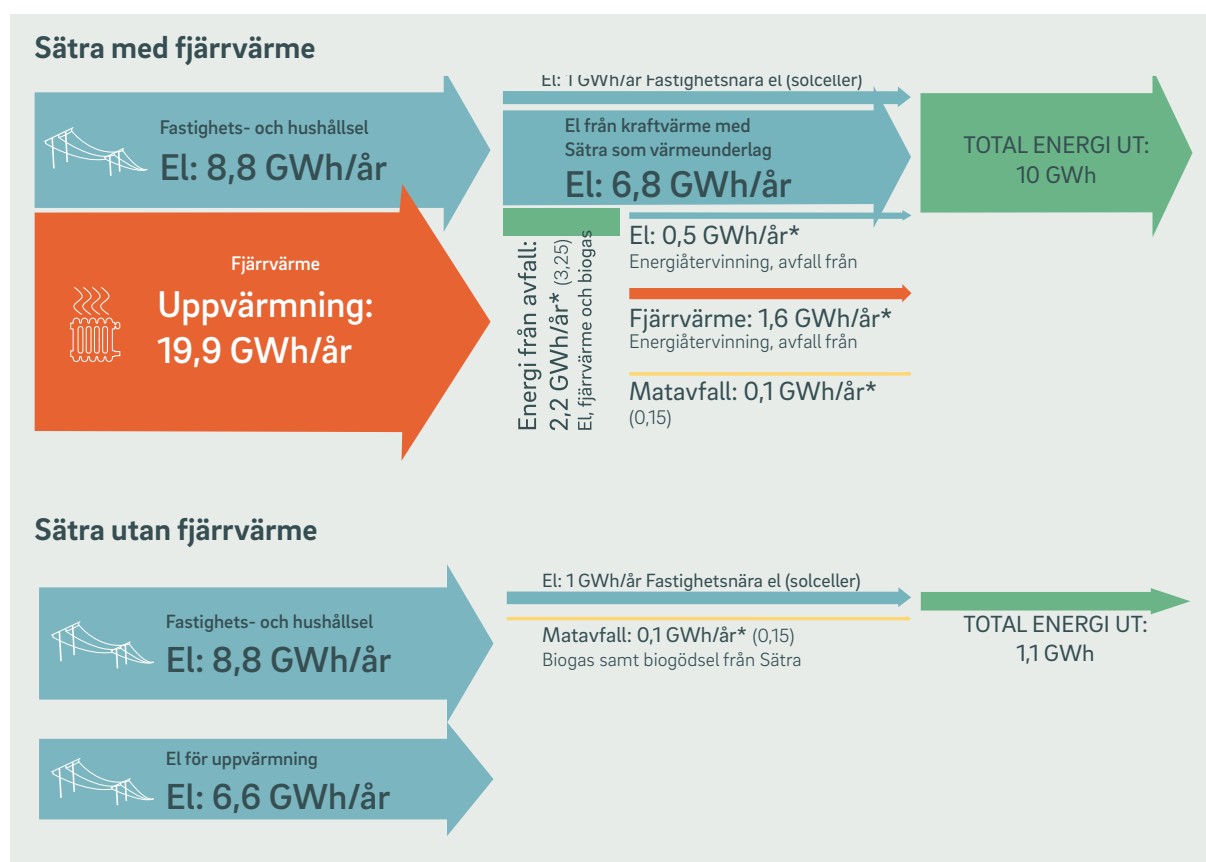 Sätra med fjärrvärme
Fastighets- och hushållsel
El: 8,8 GWh/år
Fjärrvärme
Uppvärmning:
19,9 GWh/år
El: 1 GWh/år Fastighetsnära el (solceller)
El från kraftvärme med
Sätra som värmeunderlag
El: 6,8 GWh/år
Energi från avfall:
2,2 GWh/år* (3,25)
El, fjärrvärme och biogas
El: 0,5 GWh/år*
Energiåtervinning, avfall från
Fjärrvärme: 1,6 GWh/år*
Energiåtervinning, avfall från
Matavfall: 0,1 GWh/år*
(0,15)
TOTAL ENERGI UT:
10 GWh
Sätra utan fjärrvärme
Fastighets- och hushållsel
El: 8,8 GWh/år
El för uppvärmning
El: 6,6 GWh/år
El: 1 GWh/år Fastighetsnära el (solceller)
Matavfall: 0,1 GWh/år* (0,15)
Biogas samt biogödsel från Sätra
TOTAL ENERGI UT:
1,1 GWh